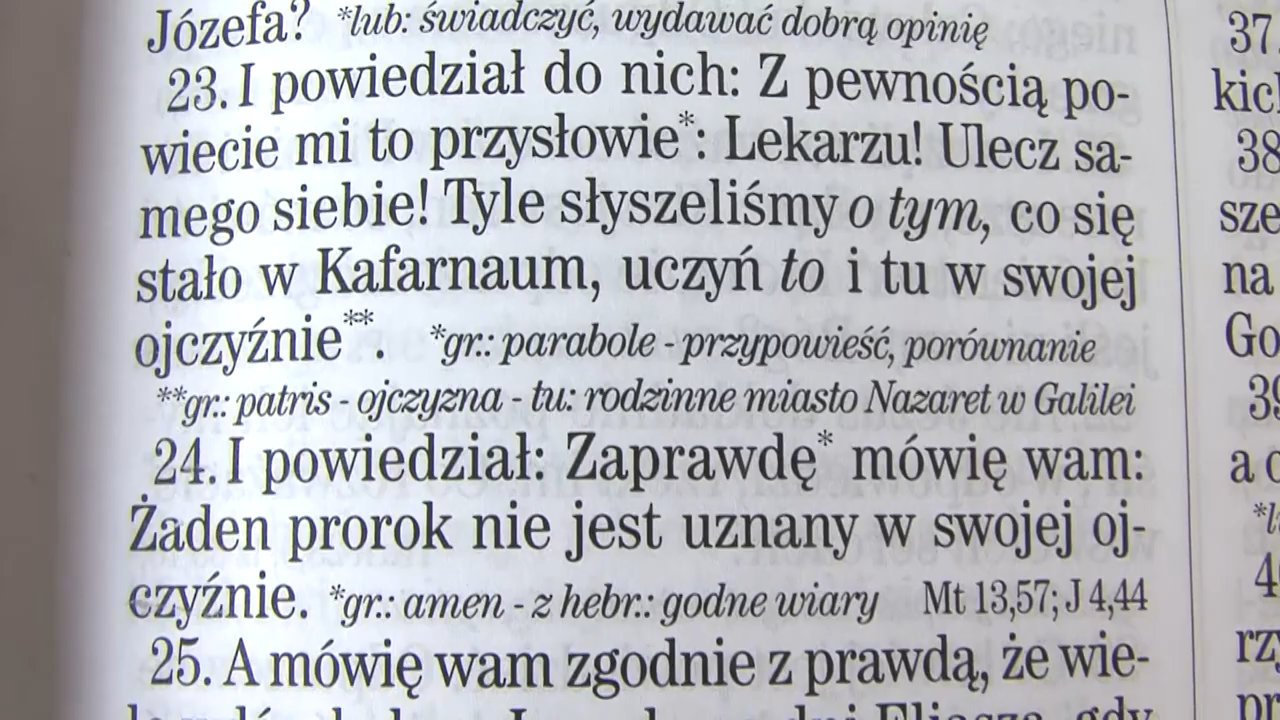 Józefa? *lub: świadczyć, wydawać dobrą opinię
23. I powiedział do nich: Z pewnością po-
wiecie mi to przysłowie*: Lekarzu! Ulecz sa-
mego siebie! Tyle słyszeliśmy o tym, co się
stało w Kafarnaum, uczyń to i tu w swojej
ojczyźnie**. *gr.: parabole - przypowieść, porównanie
**gr.: patris - ojczyzna - tu: rodzinne miasto Nazaret w Galilei
24. I powiedział: Zaprawdę* mówię wam:
Żaden prorok nie jest uznany w swojej oj-
czyźnie. *gr.: amen - z hebr.: godne wiary Mt 13,57; J 4,44
25. A mówię wam zgodnie z prawdą, że wie-
37
38
na
a